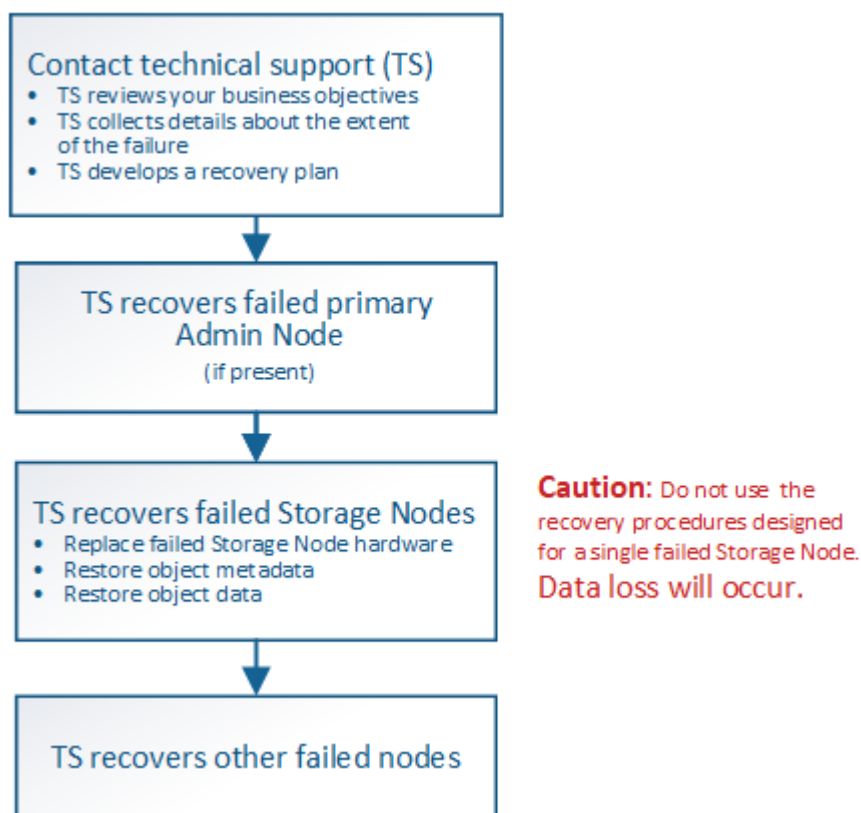 Contact technical support (TS)
• TS reviews your business objectives
• TS collects details about the extent
of the failure
• TS develops a recovery plan
TS recovers failed primary
Admin Node
(if present)
TS recovers failed Storage Nodes
• Replace failed Storage Node hardware
• Restore object metadata
• Restore object data
Caution: Do not use the
recovery procedures designed
for a single failed Storage Node.
Data loss will occur.
TS recovers other failed nodes